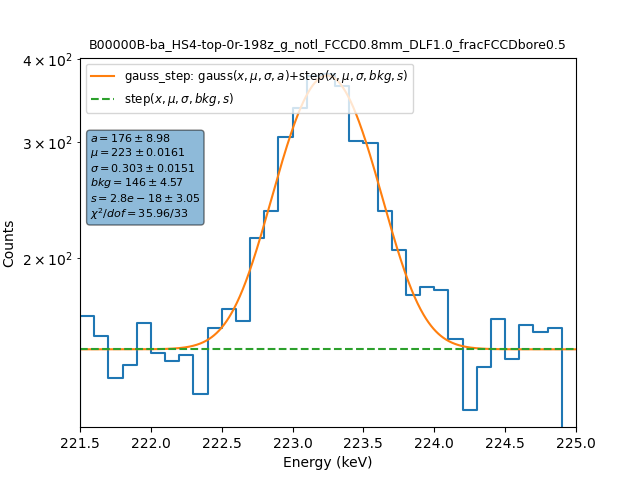 B00000B-ba_HS4-top-0r-198z_g_notl_FCCD0.8mm_DLF1.0_fracFCCDbore0.5
gauss_step: gauss(x, μ, σ, a)+step(x, μ, σ, bkg, s)
step(x, μ, σ, bkg, s)
a = 176 ± 8.98
μ = 223 ± 0.0161
σ = 0.303 ± 0.0151
bkg = 146 ± 4.57
s = 2.8e − 18 ± 3.05
χ²/dof = 35.96/33
4 × 10²
3 × 10²
2 × 10²
Counts
221.5 222.0 222.5 223.0 223.5 224.0 224.5 225.0
Energy (keV)